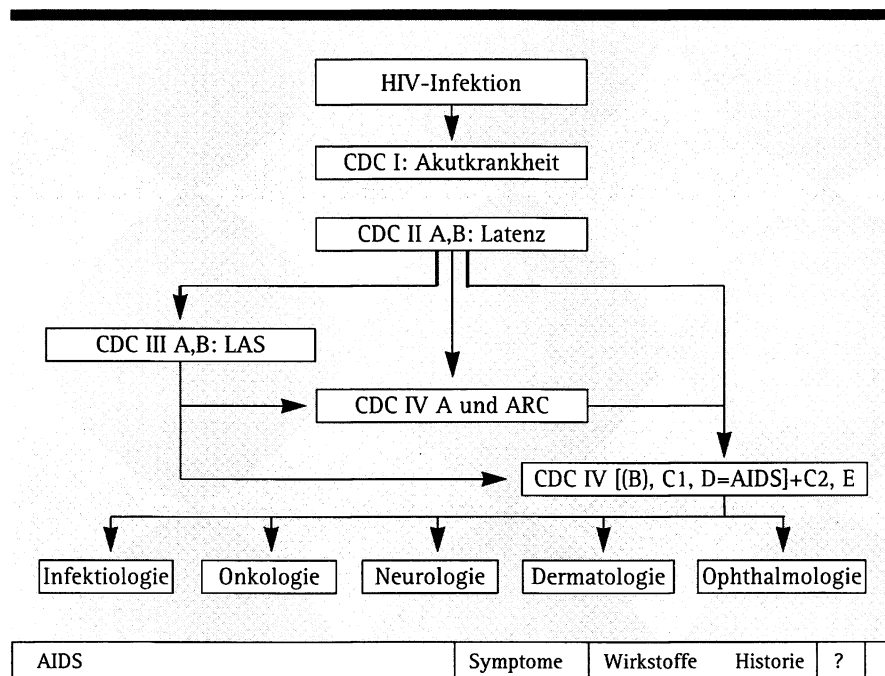 HIV-Infektion
CDC I: Akutkrankheit
CDC II A,B: Latenz
CDC III A,B: LAS
CDC IV A und ARC
CDC IV [(B), C1, D=AIDS]+C2, E
Infektiologie Onkologie Neurologie Dermatologie Ophthalmologie
AIDS Symptome Wirkstoffe Historie ?